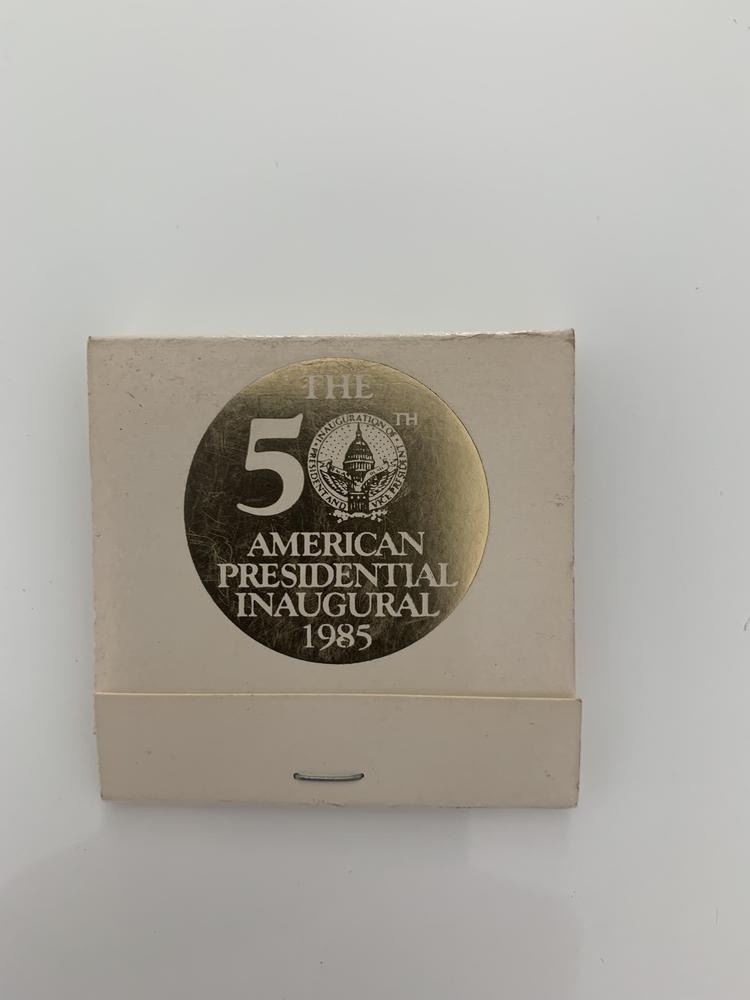 THE
50TH
INAUGURATION OF
PRESIDENT AND VICE PRESIDENT
AMERICAN
PRESIDENTIAL
INAUGURAL
1985